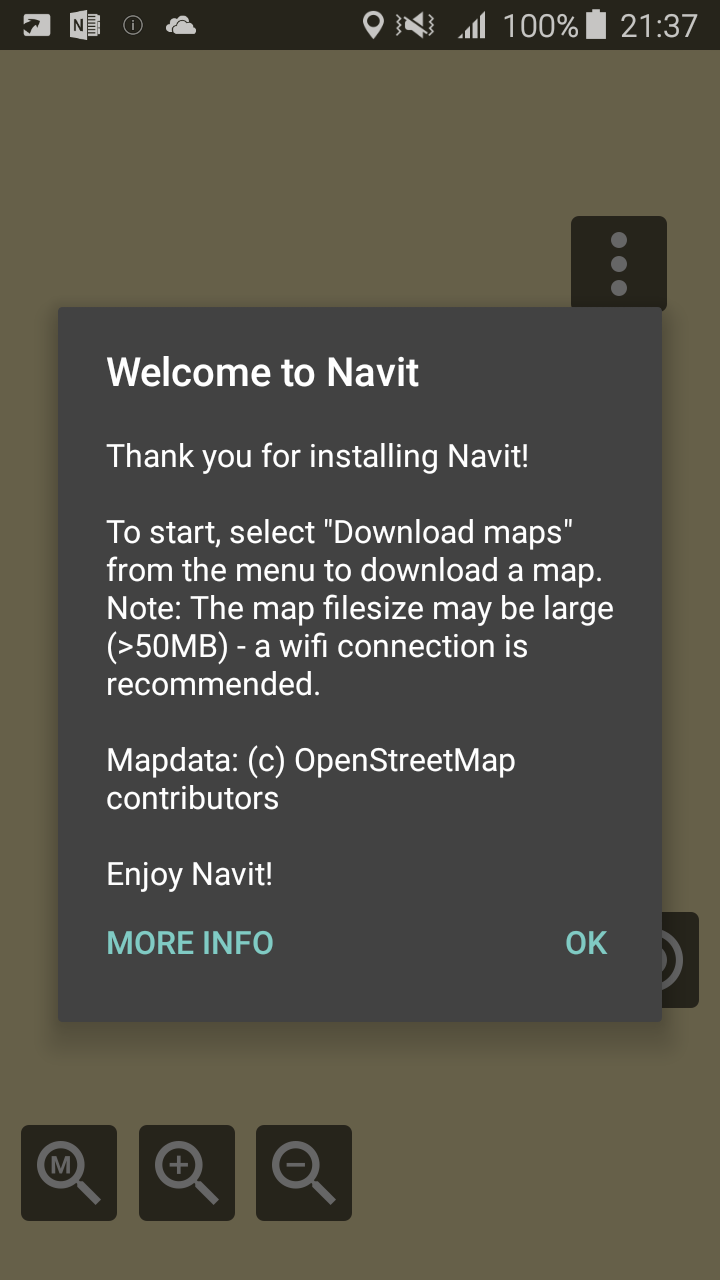 100% 21:37
Welcome to Navit
Thank you for installing Navit!
To start, select "Download maps"
from the menu to download a map.
Note: The map filesize may be large
(>50MB) - a wifi connection is
recommended.
Mapdata: (c) OpenStreetMap
contributors
Enjoy Navit!
MORE INFO OK
M